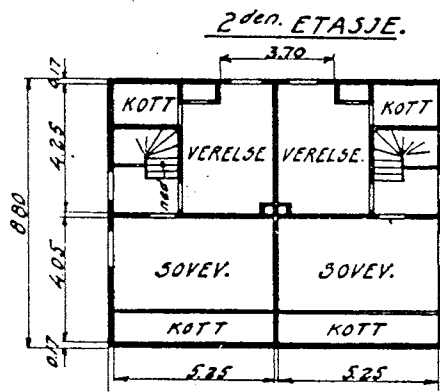 2den. ETASJE.
3.70
0.17
KOTT KOTT
4.25
VERELSE VERELSE.
ned
880
SOVEV. SOVEV.
4.05
KOTT KOTT
0.17
5.25 5.25